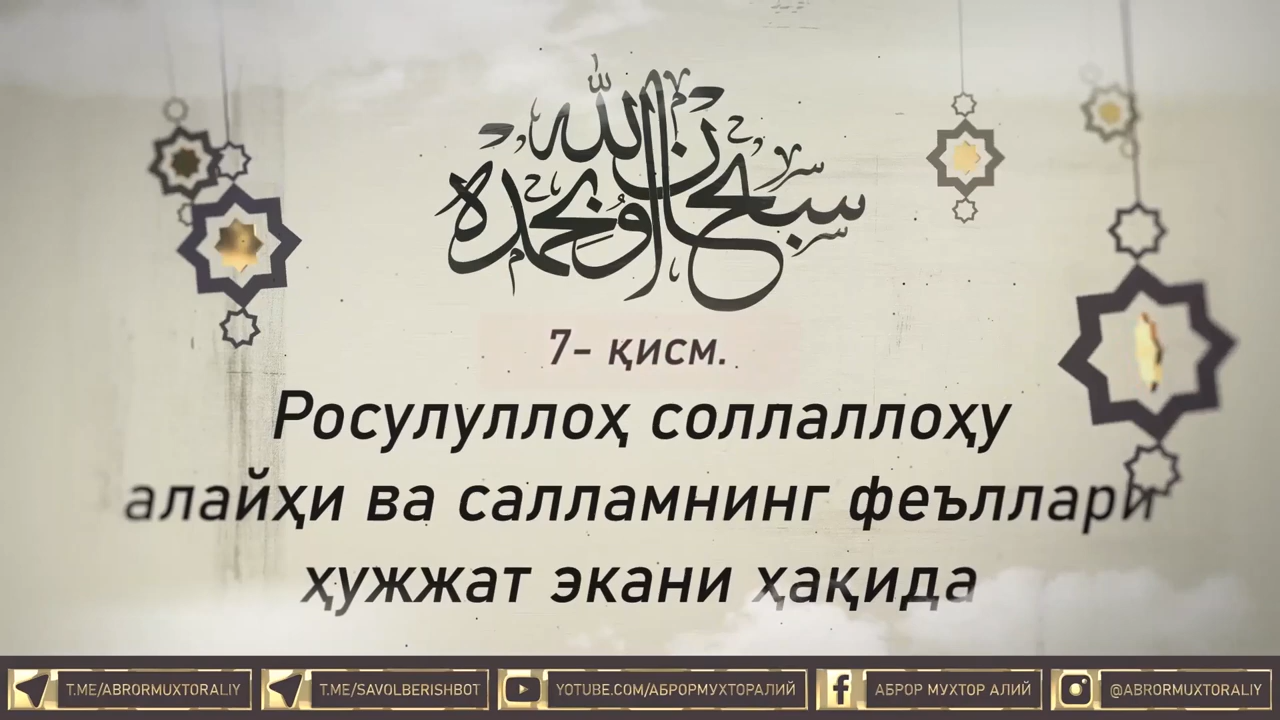 سبحان الله وبحمده
7- қисм.
Росулуллоҳ соллаллоҳу
алайҳи ва салламнинг феъллари
ҳужжат экани ҳақида
T.ME/ABRORMUXTORALIY
T.ME/SAVOLBERISHBOT
YOTUBE.COM/АБРОРМУХТОРАЛИЙ
АБРОР МУХТОР АЛИЙ
@ABRORMUXTORALIY